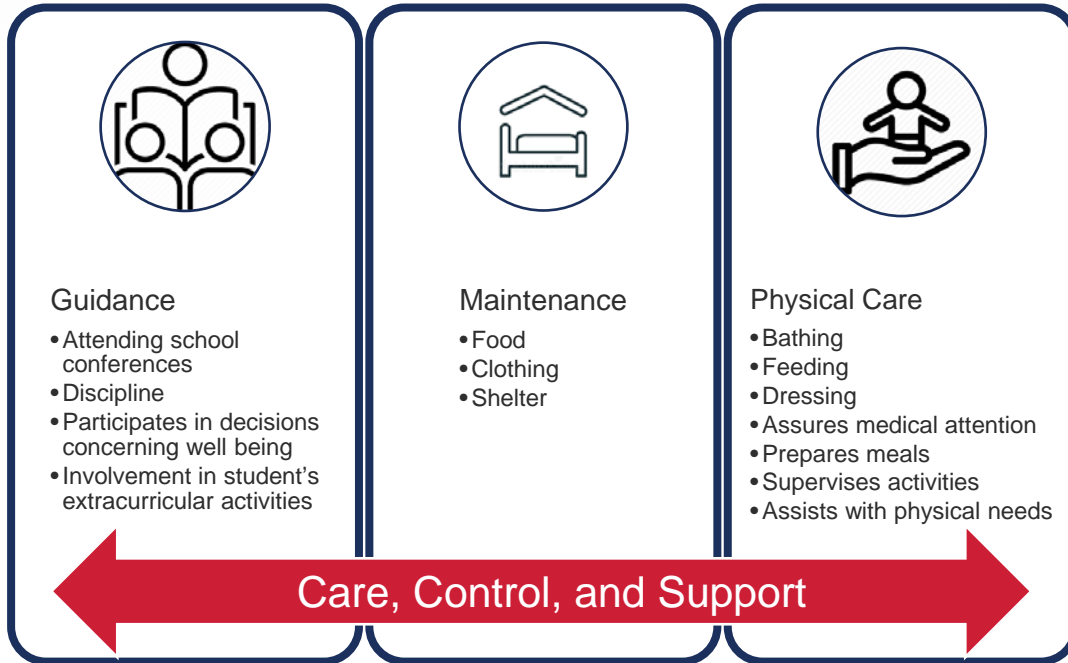 Guidance
•Attending school
conferences
•Discipline
•Participates in decisions
concerning well being
•Involvement in student's
extracurricular activities
Maintenance
•Food
•Clothing
•Shelter
Physical Care
•Bathing
•Feeding
•Dressing
•Assures medical attention
•Prepares meals
•Supervises activities
•Assists with physical needs
Care, Control, and Support